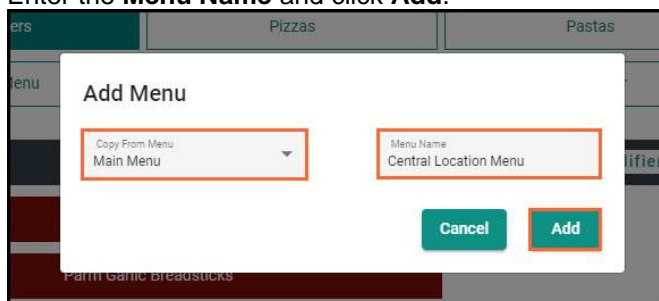 Enter the Menu Name and click Add.
ers Pizzas Pastas
lenu
Add Menu
Copy From Menu Menu Name
Main Menu Central Location Menu
lifie
Cancel Add
Parm Garlic Breadsticks